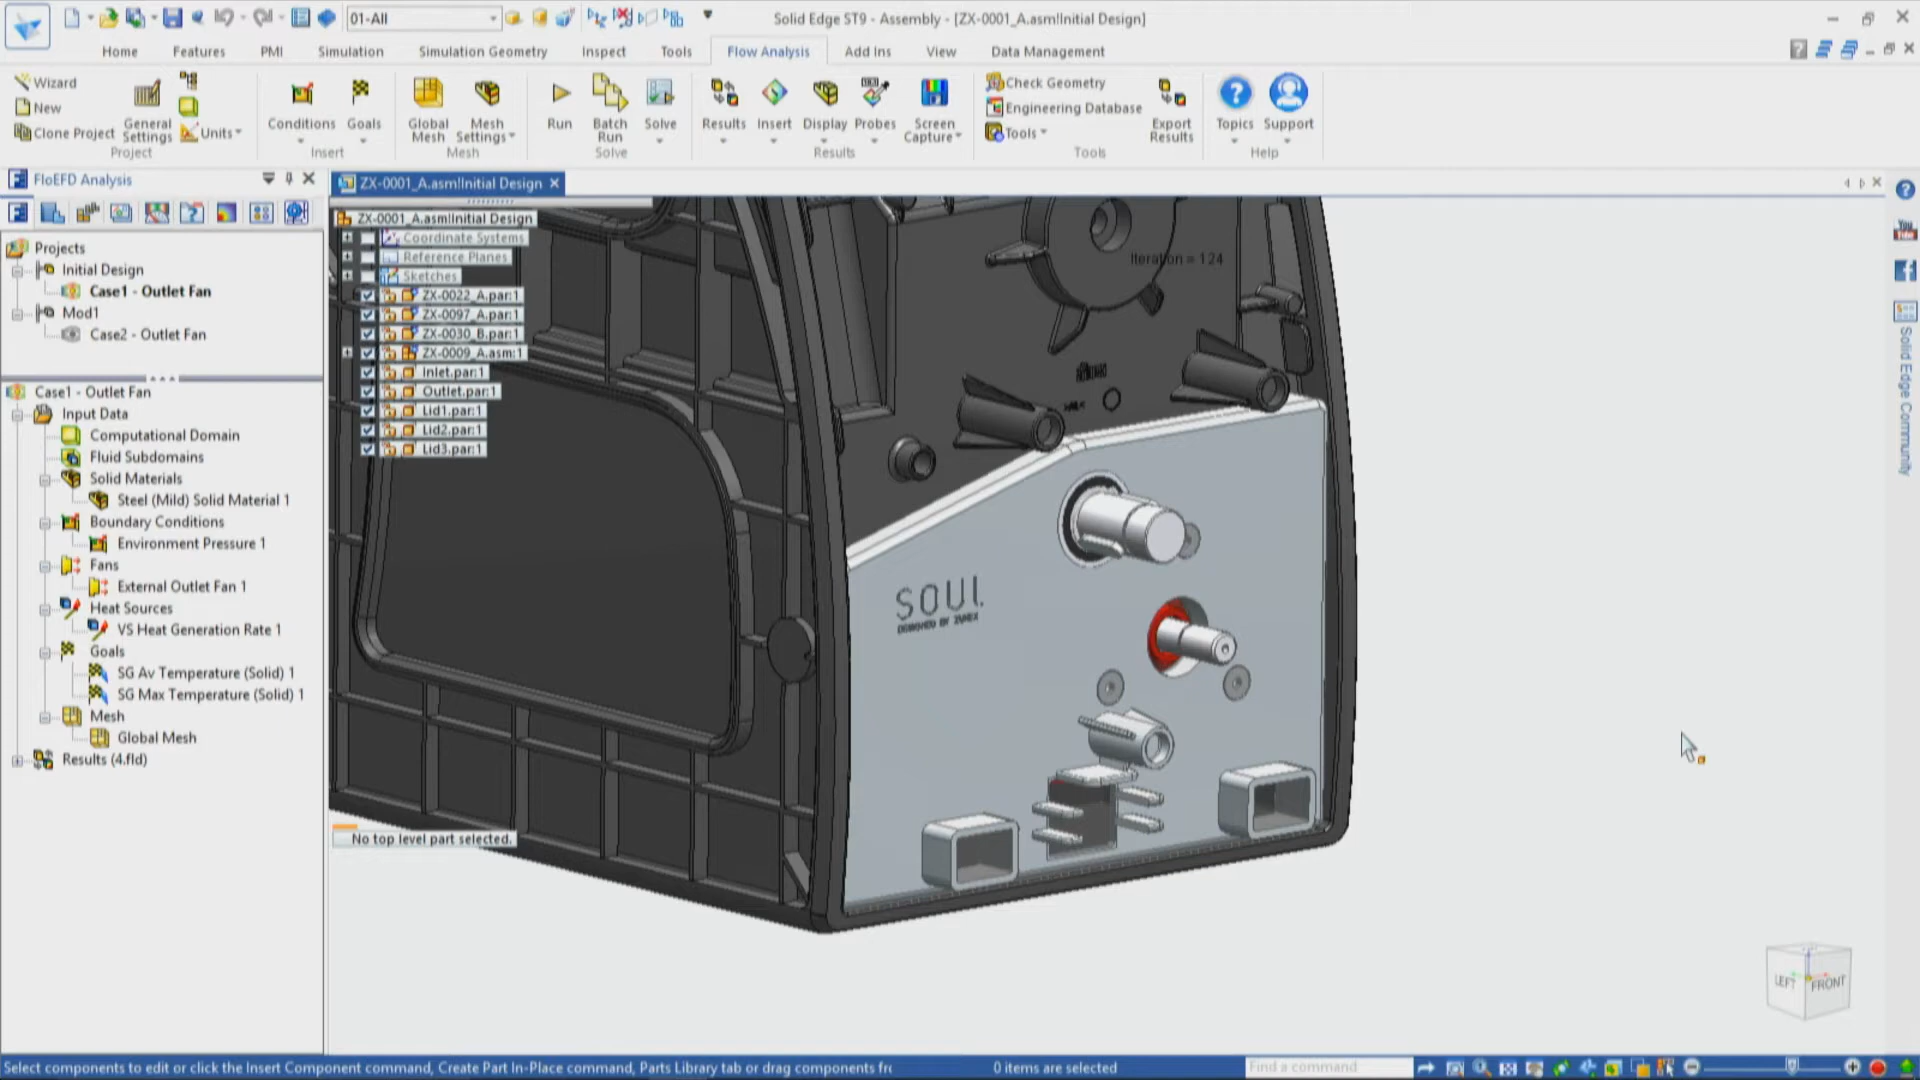 01-All
Solid Edge ST9 - Assembly - [ZX-0001_A.asm!Initial Design]
Home
Features
PMI
Simulation
Simulation Geometry
Inspect
Tools
Flow Analysis
Add Ins
View
Data Management
Wizard
New
Clone Project
General Settings
Units
Project
Conditions
Goals
Insert
Global Mesh
Mesh Settings
Mesh
Run
Batch Run
Solve
Solve
Results
Insert
Display
Probes
Screen Capture
Results
Check Geometry
Engineering Database
Tools
Export Results
Tools
Topics
Support
Help
FloEFD Analysis
ZX-0001_A.asm!Initial Design
Projects
Initial Design
Case1 - Outlet Fan
Mod1
Case2 - Outlet Fan
Case1 - Outlet Fan
Input Data
Computational Domain
Fluid Subdomains
Solid Materials
Steel (Mild) Solid Material 1
Boundary Conditions
Environment Pressure 1
Fans
External Outlet Fan 1
Heat Sources
VS Heat Generation Rate 1
Goals
SG Av Temperature (Solid) 1
SG Max Temperature (Solid) 1
Mesh
Global Mesh
Results (4.fld)
ZX-0001_A.asm!Initial Design
Coordinate Systems
Reference Planes
Sketches
ZX-0022_A.par:1
ZX-0097_A.par:1
ZX-0030_B.par:1
ZX-0009_A.asm:1
Inlet.par:1
Outlet.par:1
Lid1.par:1
Lid2.par:1
Lid3.par:1
Iteration = 124
SOUL
DESIGNED BY ZUMEX
No top level part selected.
You Tube
Solid Edge Community
LEFT
FRONT
Select components to edit or click the Insert Component command, Create Part In-Place command, Parts Library tab or drag components fr
0 items are selected
Find a command